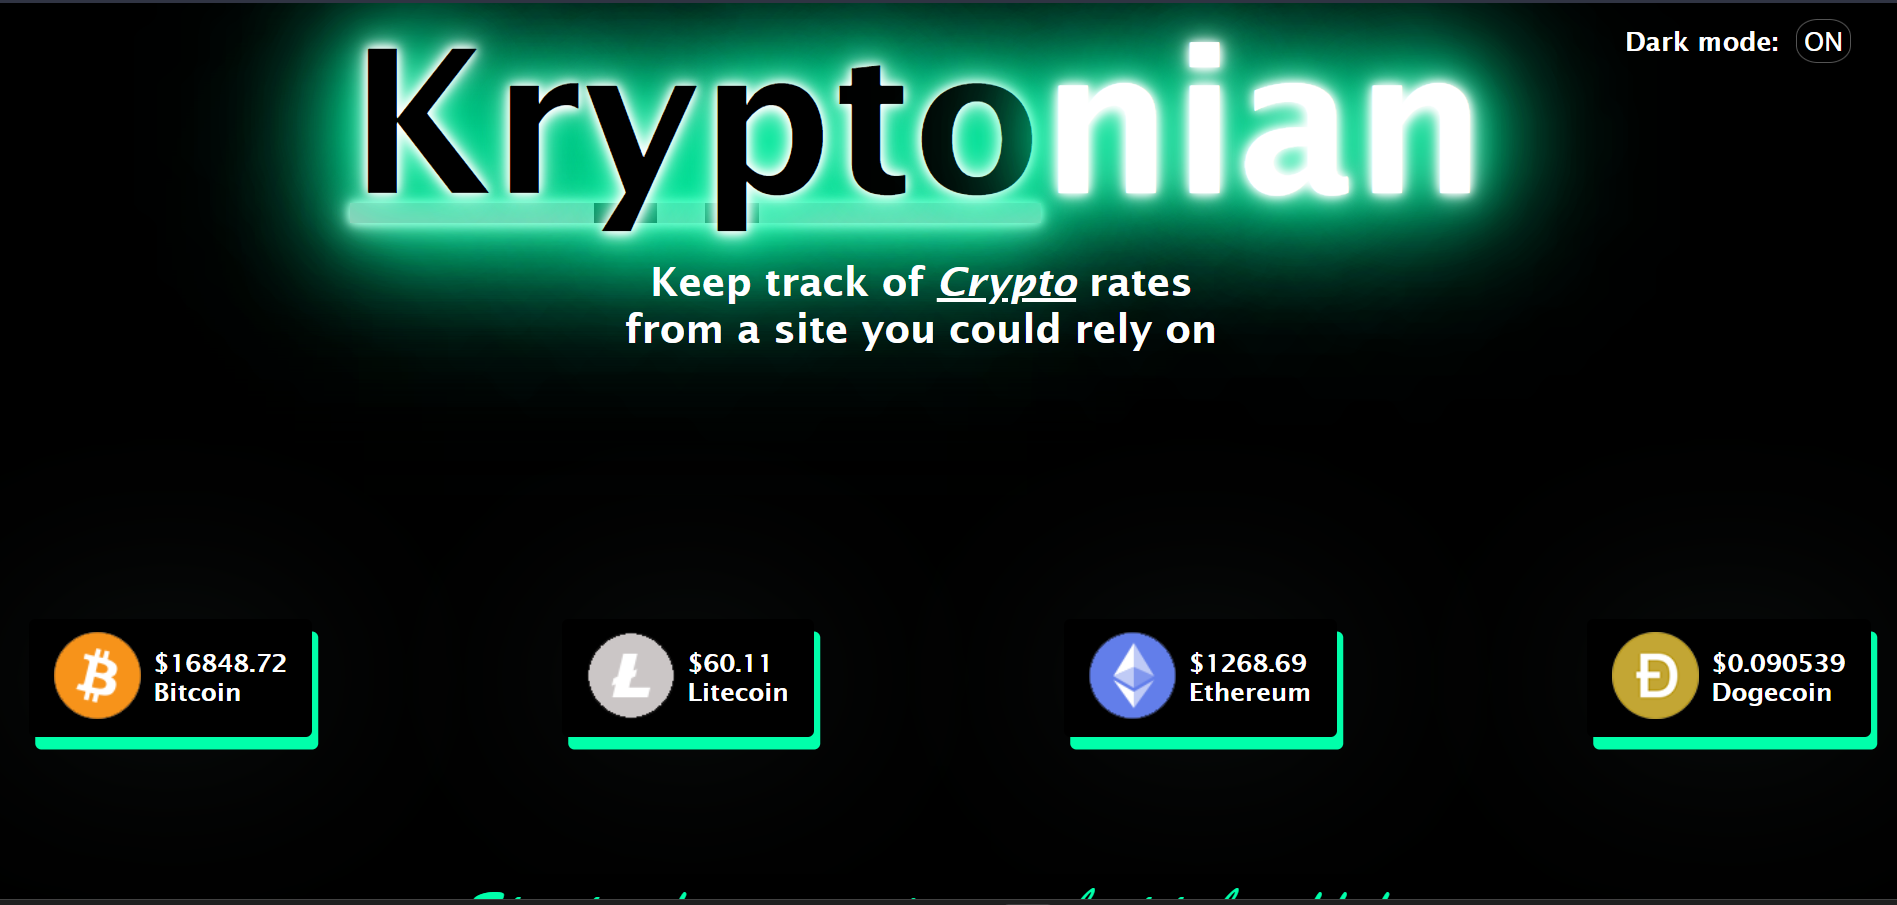 Kryptonian
Dark mode: ON
Keep track of Crypto rates
from a site you could rely on
$16848.72
Bitcoin
$60.11
Litecoin
$1268.69
Ethereum
$0.090539
Dogecoin